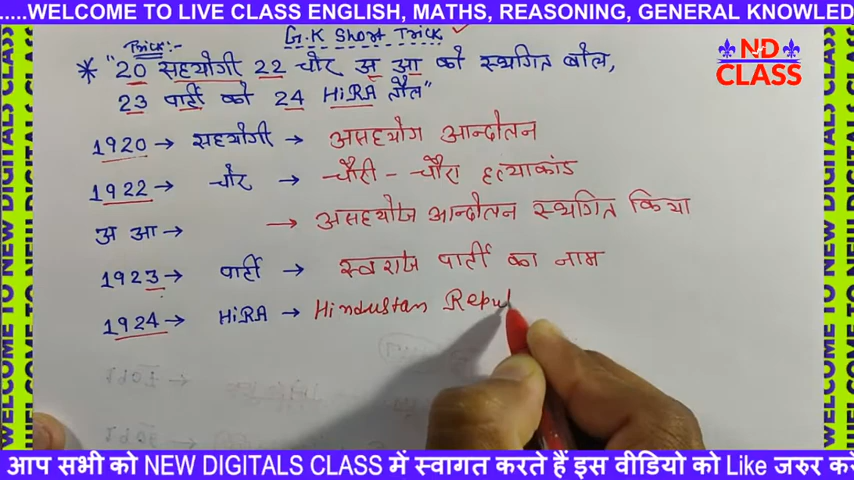 .....WELCOME TO LIVE CLASS ENGLISH, MATHS, REASONING, GENERAL KNOWLED
G.K Short Trick
Trick:-
* "20 सहयोगी 22 चोर अ आ को स्थगित बोल,
23 पार्टी को 24 HiRA तौल"
1920→ सहयोगी → असहयोग आन्दोलन
1922→ चोर → चौरी - चौरा हत्याकांड
अ आ→ → असहयोग आन्दोलन स्थगित किया
1923→ पार्टी → स्वराज पार्टी का नाम
1924→ HiRA → Hindustan Repu
ND
CLASS
WELCOME TO NEW DIGITALS CLASS
आप सभी को NEW DIGITALS CLASS में स्वागत करते हैं इस वीडियो को Like जरुर करे